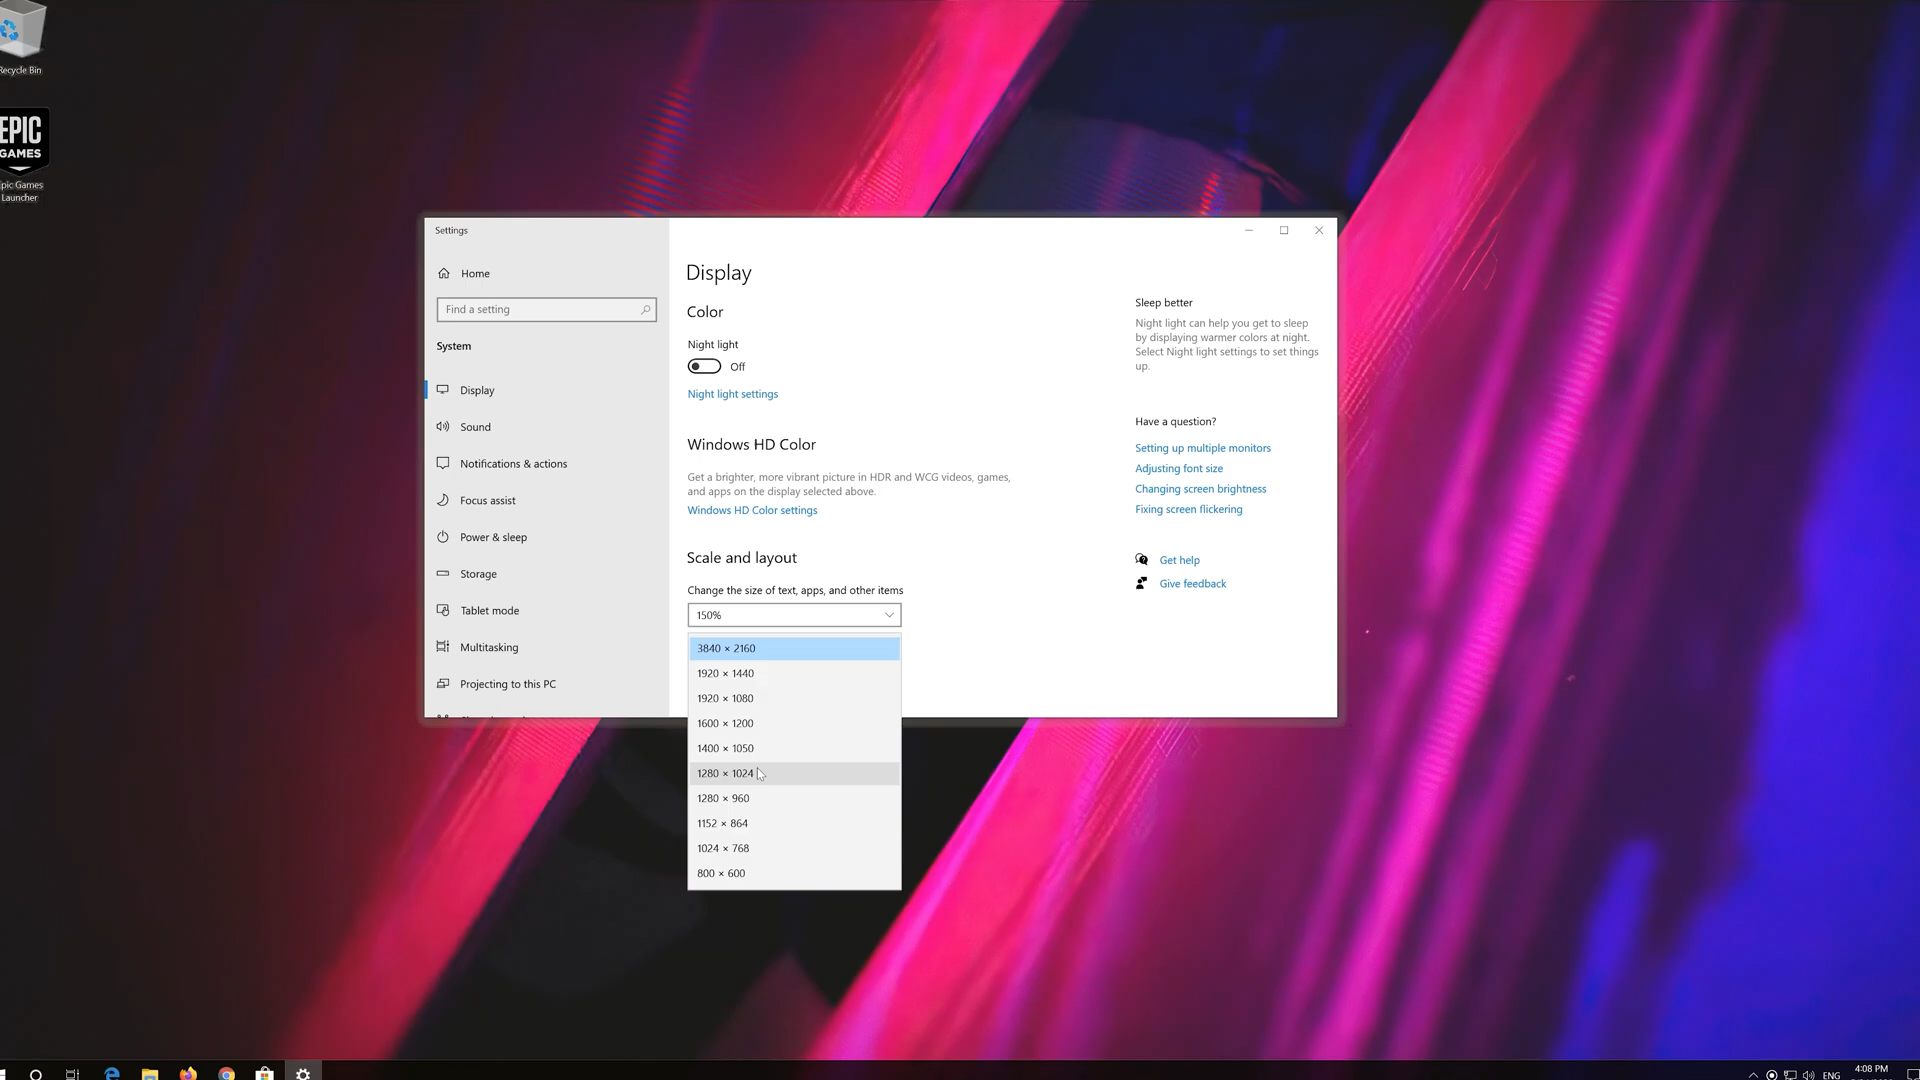 Recycle Bin
EPIC
GAMES
Epic Games
Launcher
Settings
Home
Find a setting
System
Display
Sound
Notifications & actions
Focus assist
Power & sleep
Storage
Tablet mode
Multitasking
Projecting to this PC
Display
Color
Night light
Off
Night light settings
Windows HD Color
Get a brighter, more vibrant picture in HDR and WCG videos, games,
and apps on the display selected above.
Windows HD Color settings
Scale and layout
Change the size of text, apps, and other items
150%
3840 × 2160
1920 × 1440
1920 × 1080
1600 × 1200
1400 × 1050
1280 × 1024
1280 × 960
1152 × 864
1024 × 768
800 × 600
Sleep better
Night light can help you get to sleep
by displaying warmer colors at night.
Select Night light settings to set things
up.
Have a question?
Setting up multiple monitors
Adjusting font size
Changing screen brightness
Fixing screen flickering
Get help
Give feedback
ENG
4:08 PM